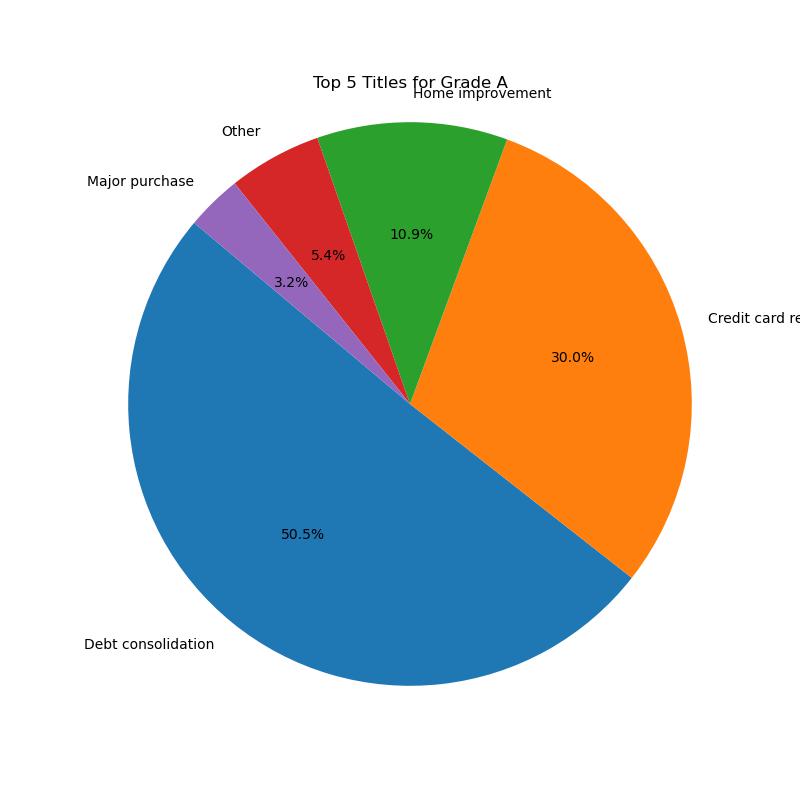 Top 5 Titles for Grade A
Home improvement
Other
Major purchase
10.9%
5.4%
3.2%
Credit card re
30.0%
50.5%
Debt consolidation